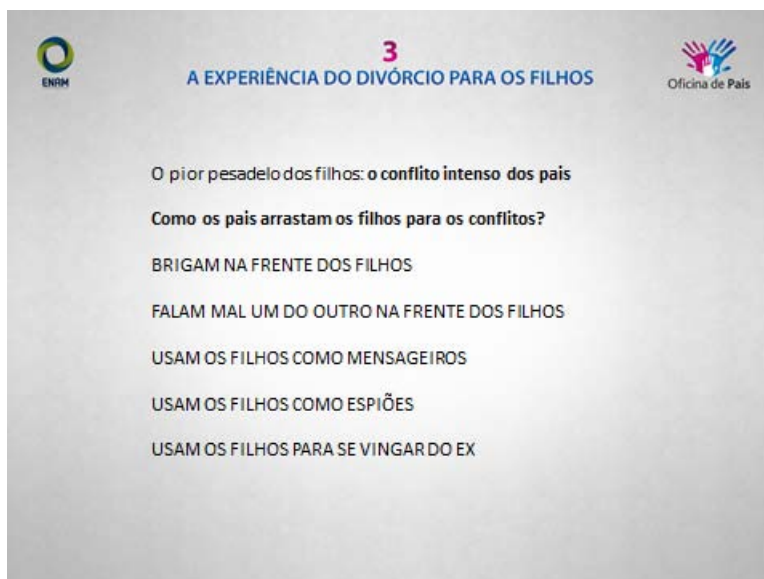 3
ENAM
A EXPERIÊNCIA DO DIVÓRCIO PARA OS FILHOS
Oficina de Pais
O pior pesadelo dos filhos: o conflito intenso dos pais
Como os pais arrastam os filhos para os conflitos?
BRIGAM NA FRENTE DOS FILHOS
FALAM MAL UM DO OUTRO NA FRENTE DOS FILHOS
USAM OS FILHOS COMO MENSAGEIROS
USAM OS FILHOS COMO ESPIÕES
USAM OS FILHOS PARA SE VINGAR DO EX